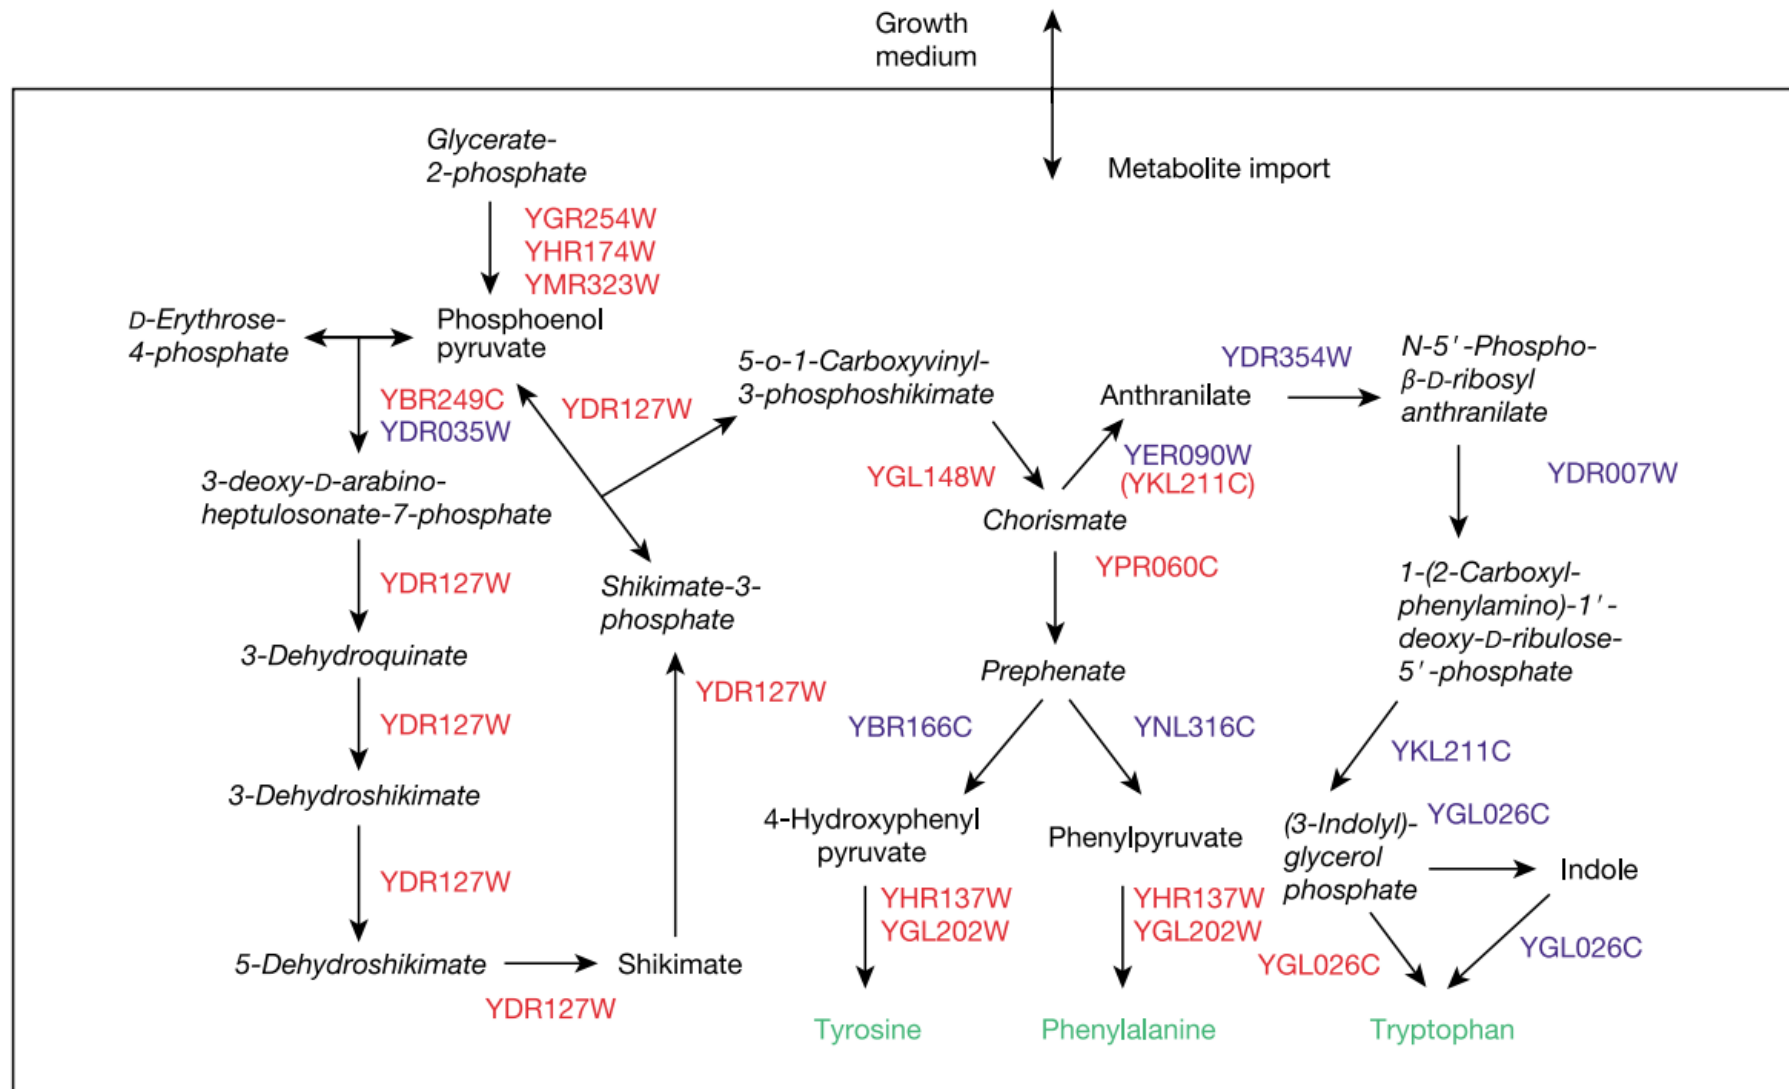 Growth
medium
Metabolite import
Glycerate-
2-phosphate
YGR254W
YHR174W
YMR323W
D-Erythrose-
4-phosphate
Phosphoenol
pyruvate
YBR249C
YDR035W
YDR127W
5-o-1-Carboxyvinyl-
3-phosphoshikimate
Anthranilate
YDR354W
N-5'-Phospho-
β-D-ribosyl
anthranilate
3-deoxy-D-arabino-
heptulosonate-7-phosphate
YGL148W
YER090W
(YKL211C)
YDR007W
Chorismate
YDR127W
Shikimate-3-
phosphate
YPR060C
1-(2-Carboxyl-
phenylamino)-1'-
deoxy-D-ribulose-
5'-phosphate
3-Dehydroquinate
YDR127W
Prephenate
YDR127W
YBR166C
YNL316C
YKL211C
3-Dehydroshikimate
4-Hydroxyphenyl
pyruvate
Phenylpyruvate
(3-Indolyl)-
glycerol
phosphate
YGL026C
Indole
YDR127W
YHR137W
YGL202W
YHR137W
YGL202W
YGL026C
YGL026C
5-Dehydroshikimate
YDR127W
Shikimate
Tyrosine
Phenylalanine
Tryptophan